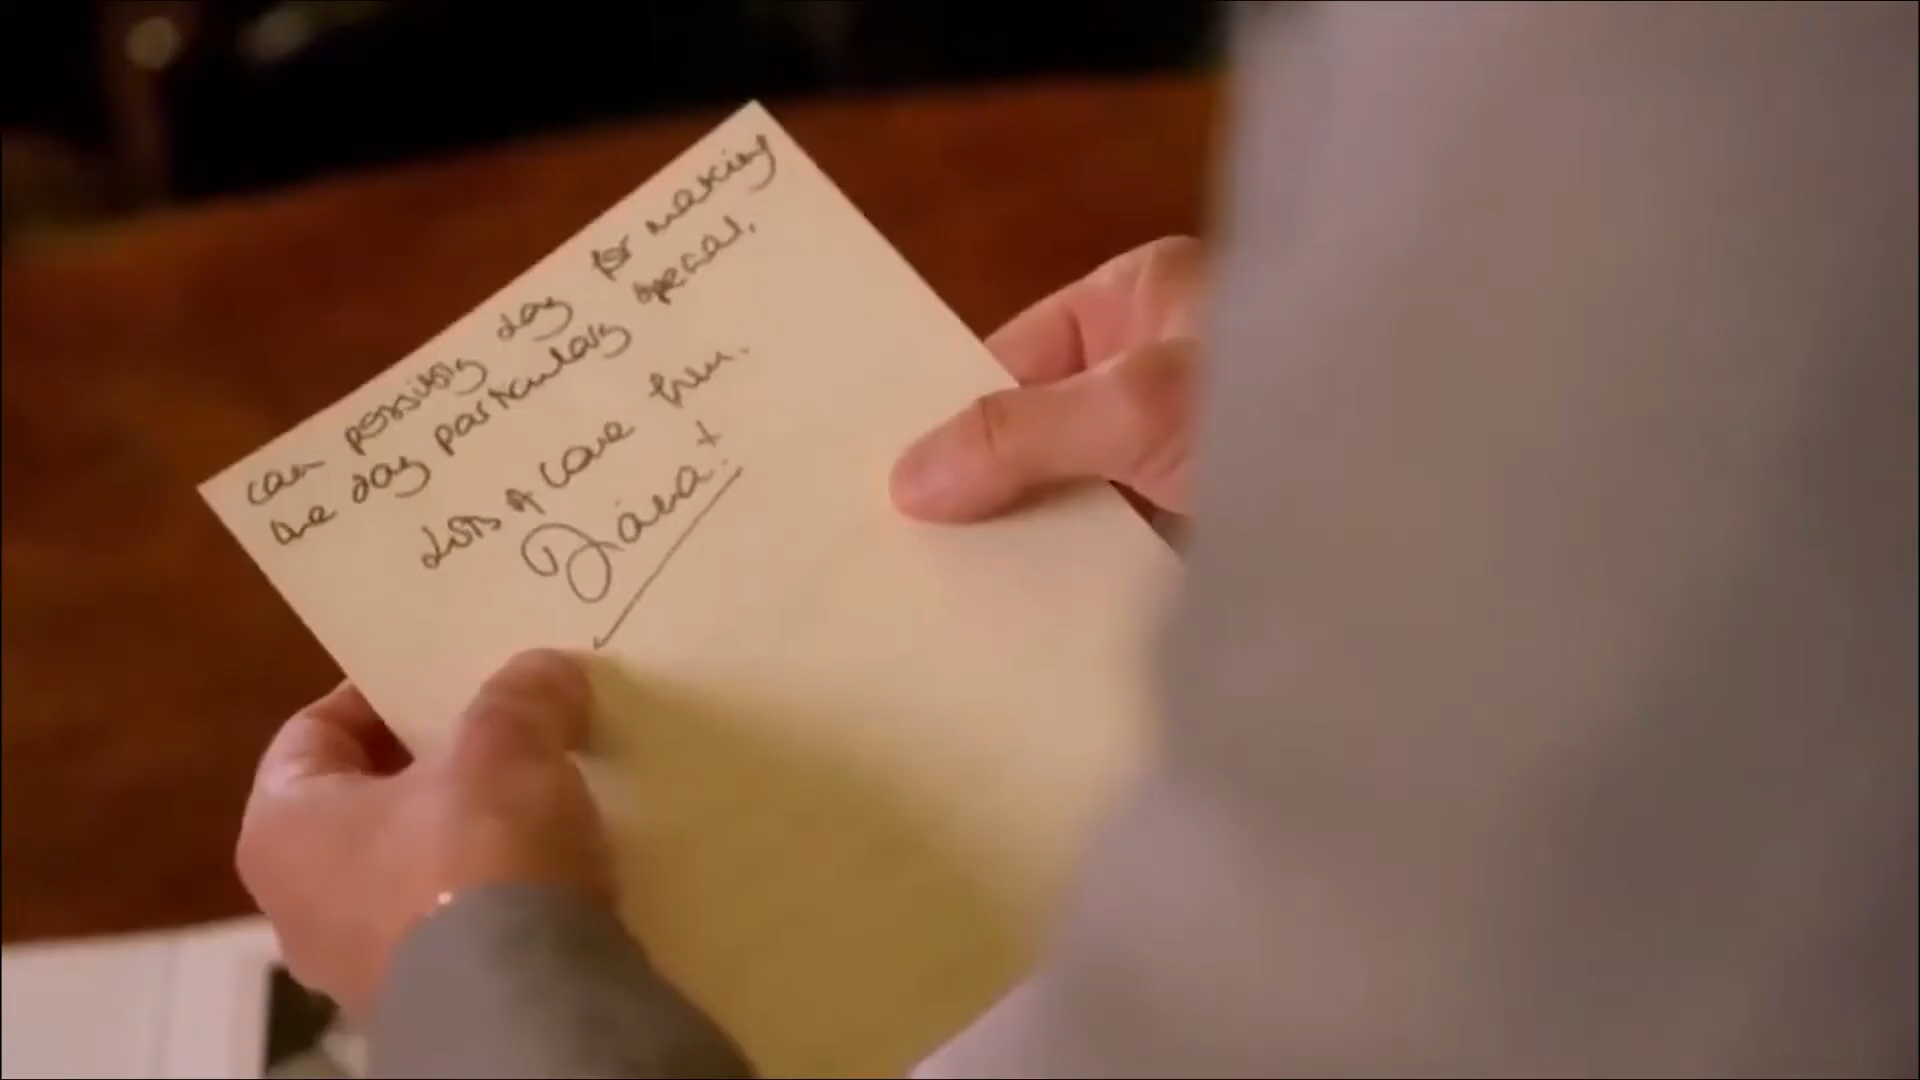 can possibly day for making
the day particularly special,
Lots of love from.
Diana. +